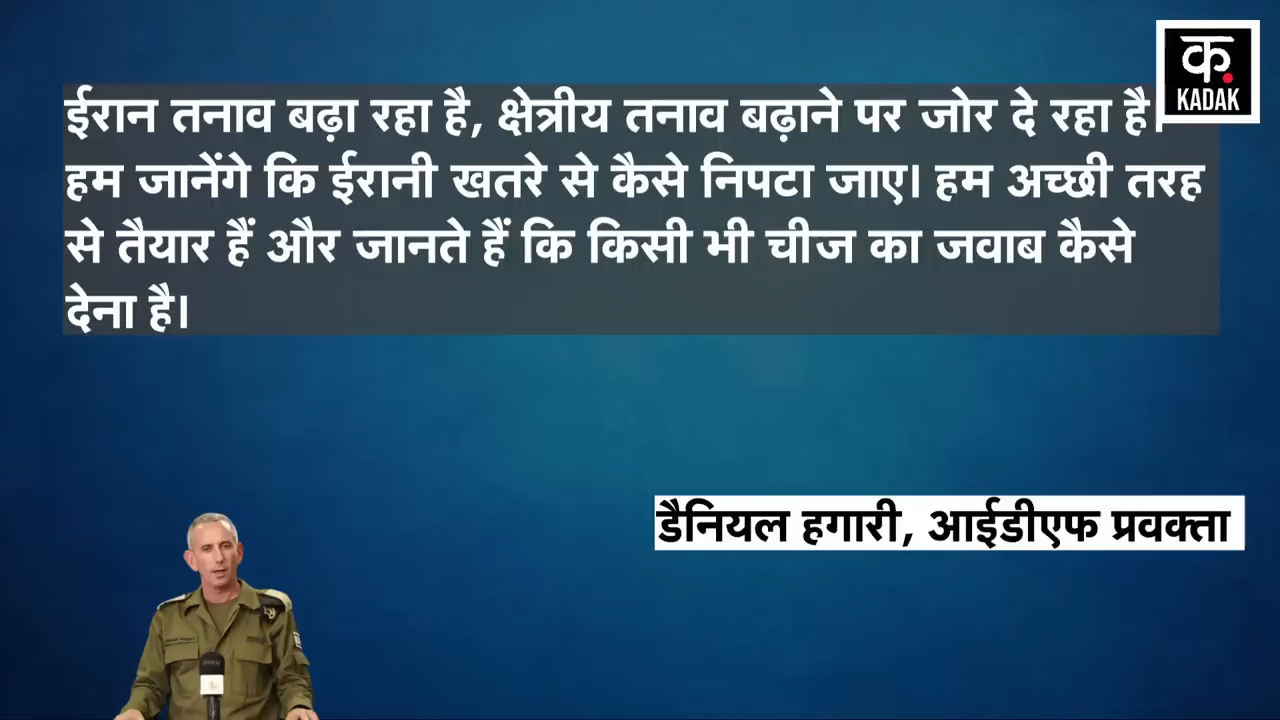 क
KADAK
ईरान तनाव बढ़ा रहा है, क्षेत्रीय तनाव बढ़ाने पर जोर दे रहा है।
हम जानेंगे कि ईरानी खतरे से कैसे निपटा जाए। हम अच्छी तरह
से तैयार हैं और जानते हैं कि किसी भी चीज का जवाब कैसे
देना है।
डैनियल हगारी, आईडीएफ प्रवक्ता